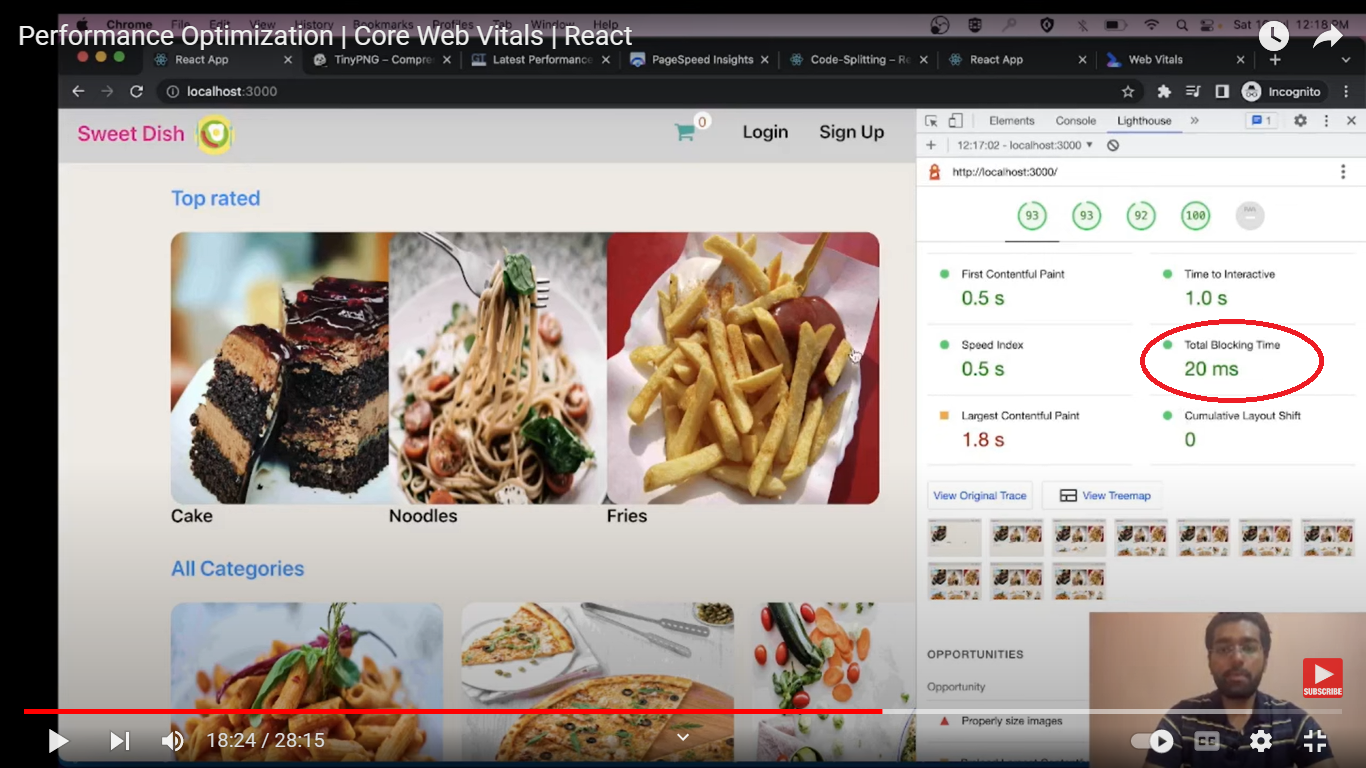 Chrome File Edit View History Bookmarks Profiles Tab Window Help
12:18 PM
Performance Optimization | Core Web Vitals | React
React App
TinyPNG – Compre
GT Latest Performance
PageSpeed Insights
Code-Splitting – Re
React App
Web Vitals
localhost:3000
Incognito
Sweet Dish
0
Login
Sign Up
Elements
Console
Lighthouse
1
12:17:02 - localhost:3000
http://localhost:3000/
93
93
92
100
Top rated
First Contentful Paint
0.5 s
Time to Interactive
1.0 s
Speed Index
0.5 s
Total Blocking Time
20 ms
Largest Contentful Paint
1.8 s
Cumulative Layout Shift
0
View Original Trace
View Treemap
Cake
Noodles
Fries
All Categories
OPPORTUNITIES
Opportunity
Properly size images
SUBSCRIBE
18:24 / 28:15
CC